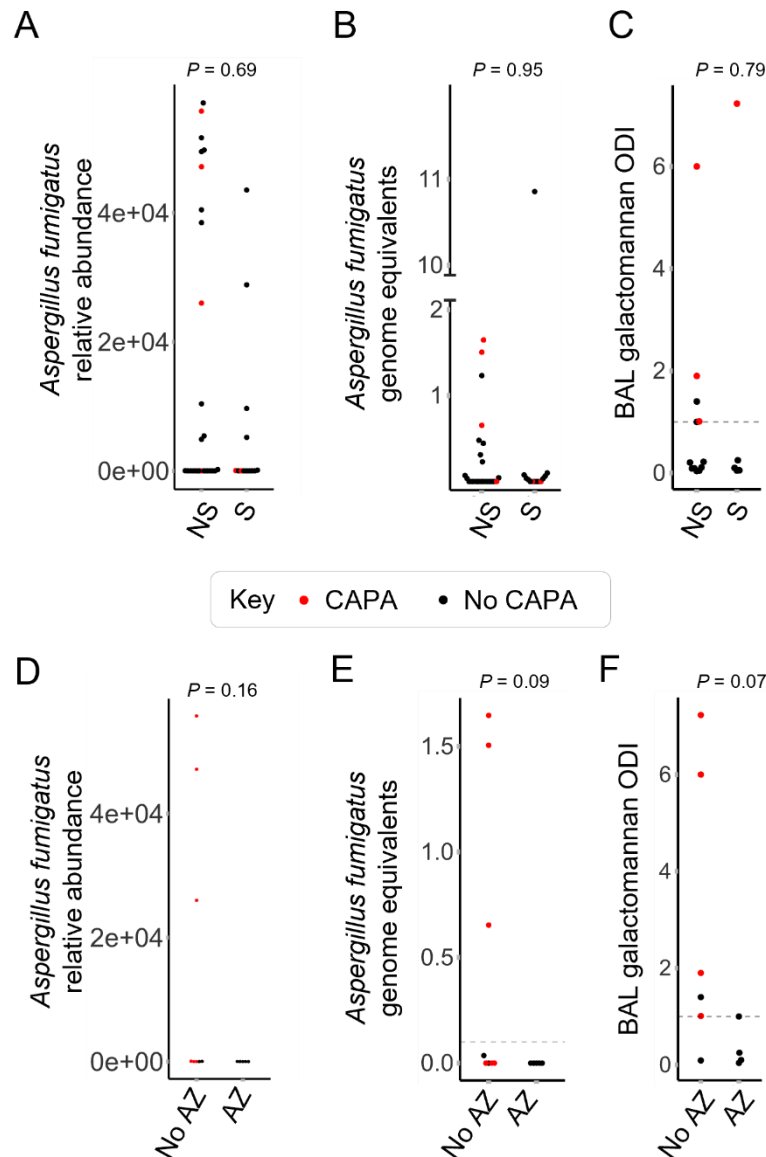 A
P = 0.69
Aspergillus fumigatus
relative abundance
4e+04
2e+04
0e+00
NS
S
B
P = 0.95
Aspergillus fumigatus
genome equivalents
11
10
2
1
NS
S
C
P = 0.79
BAL galactomannan ODI
6
4
2
0
NS
S
Key CAPA No CAPA
D
P = 0.16
Aspergillus fumigatus
relative abundance
4e+04
2e+04
0e+00
No AZ
AZ
E
P = 0.09
Aspergillus fumigatus
genome equivalents
1.5
1.0
0.5
0.0
No AZ
AZ
F
P = 0.07
BAL galactomannan ODI
6
4
2
0
No AZ
AZ